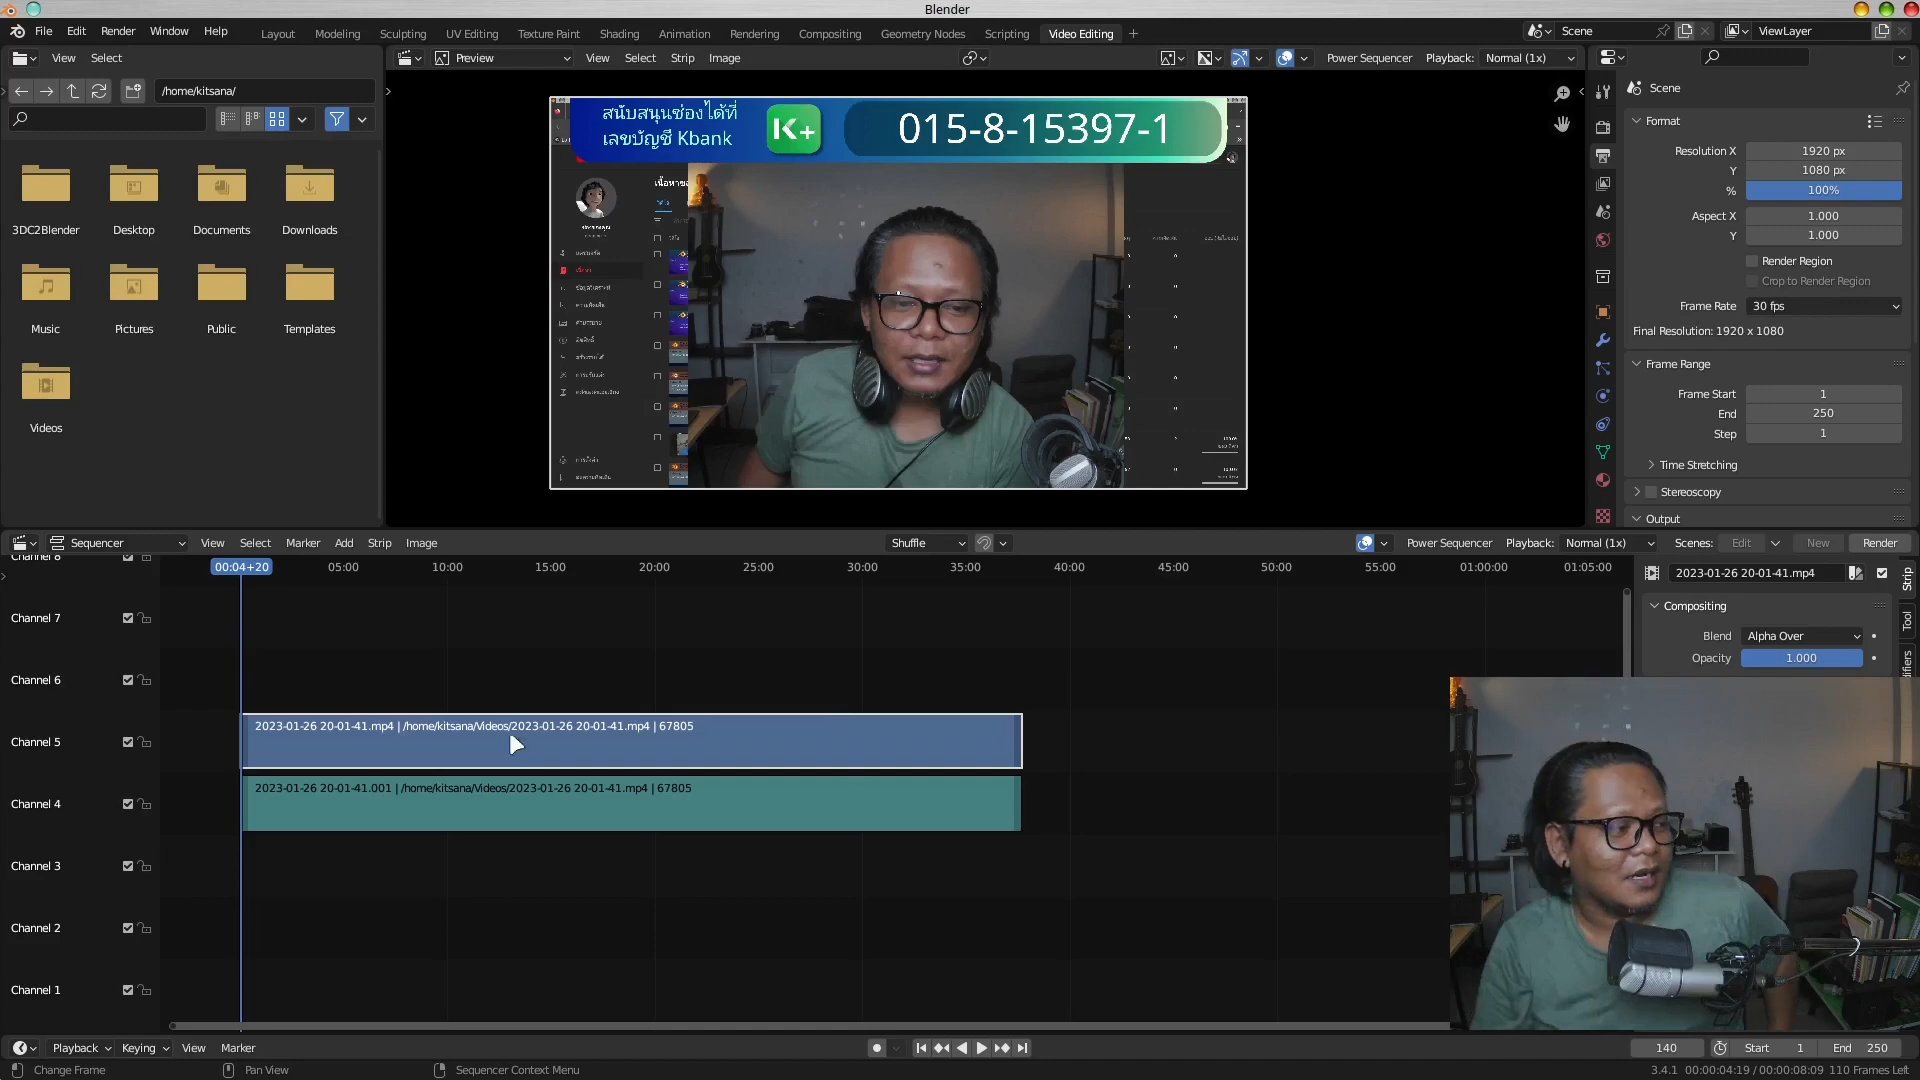 Blender
File Edit Render Window Help
Layout Modeling Sculpting UV Editing Texture Paint Shading Animation Rendering Compositing Geometry Nodes Scripting Video Editing +
Scene
ViewLayer
View Select
Preview
View Select Strip Image
Power Sequencer Playback: Normal (1x)
/home/kitsana/
3DC2Blender Desktop Documents Downloads
Music Pictures Public Templates
Videos
สนับสนุนช่องได้ที่
เลขบัญชี Kbank
K+
015-8-15397-1
Scene
Format
Resolution X 1920 px
Y 1080 px
% 100%
Aspect X 1.000
Y 1.000
Render Region
Crop to Render Region
Frame Rate 30 fps
Final Resolution: 1920 x 1080
Frame Range
Frame Start 1
End 250
Step 1
Time Stretching
Stereoscopy
Output
Sequencer
View Select Marker Add Strip Image
Shuffle
Power Sequencer Playback: Normal (1x) Scenes: Edit New Render
00:04+20 05:00 10:00 15:00 20:00 25:00 30:00 35:00 40:00 45:00 50:00 55:00 01:00:00 01:05:00
Channel 8
Channel 7
Channel 6
Channel 5
Channel 4
Channel 3
Channel 2
Channel 1
2023-01-26 20-01-41.mp4 | /home/kitsana/Videos/2023-01-26 20-01-41.mp4 | 67805
2023-01-26 20-01-41.001 | /home/kitsana/Videos/2023-01-26 20-01-41.mp4 | 67805
2023-01-26 20-01-41.mp4
Compositing
Blend Alpha Over
Opacity 1.000
Strip
Tool
Playback Keying View Marker
140 Start 1 End 250
Change Frame Pan View Sequencer Context Menu
3.4.1 00:00:04:19 / 00:00:08:09 110 Frames Left